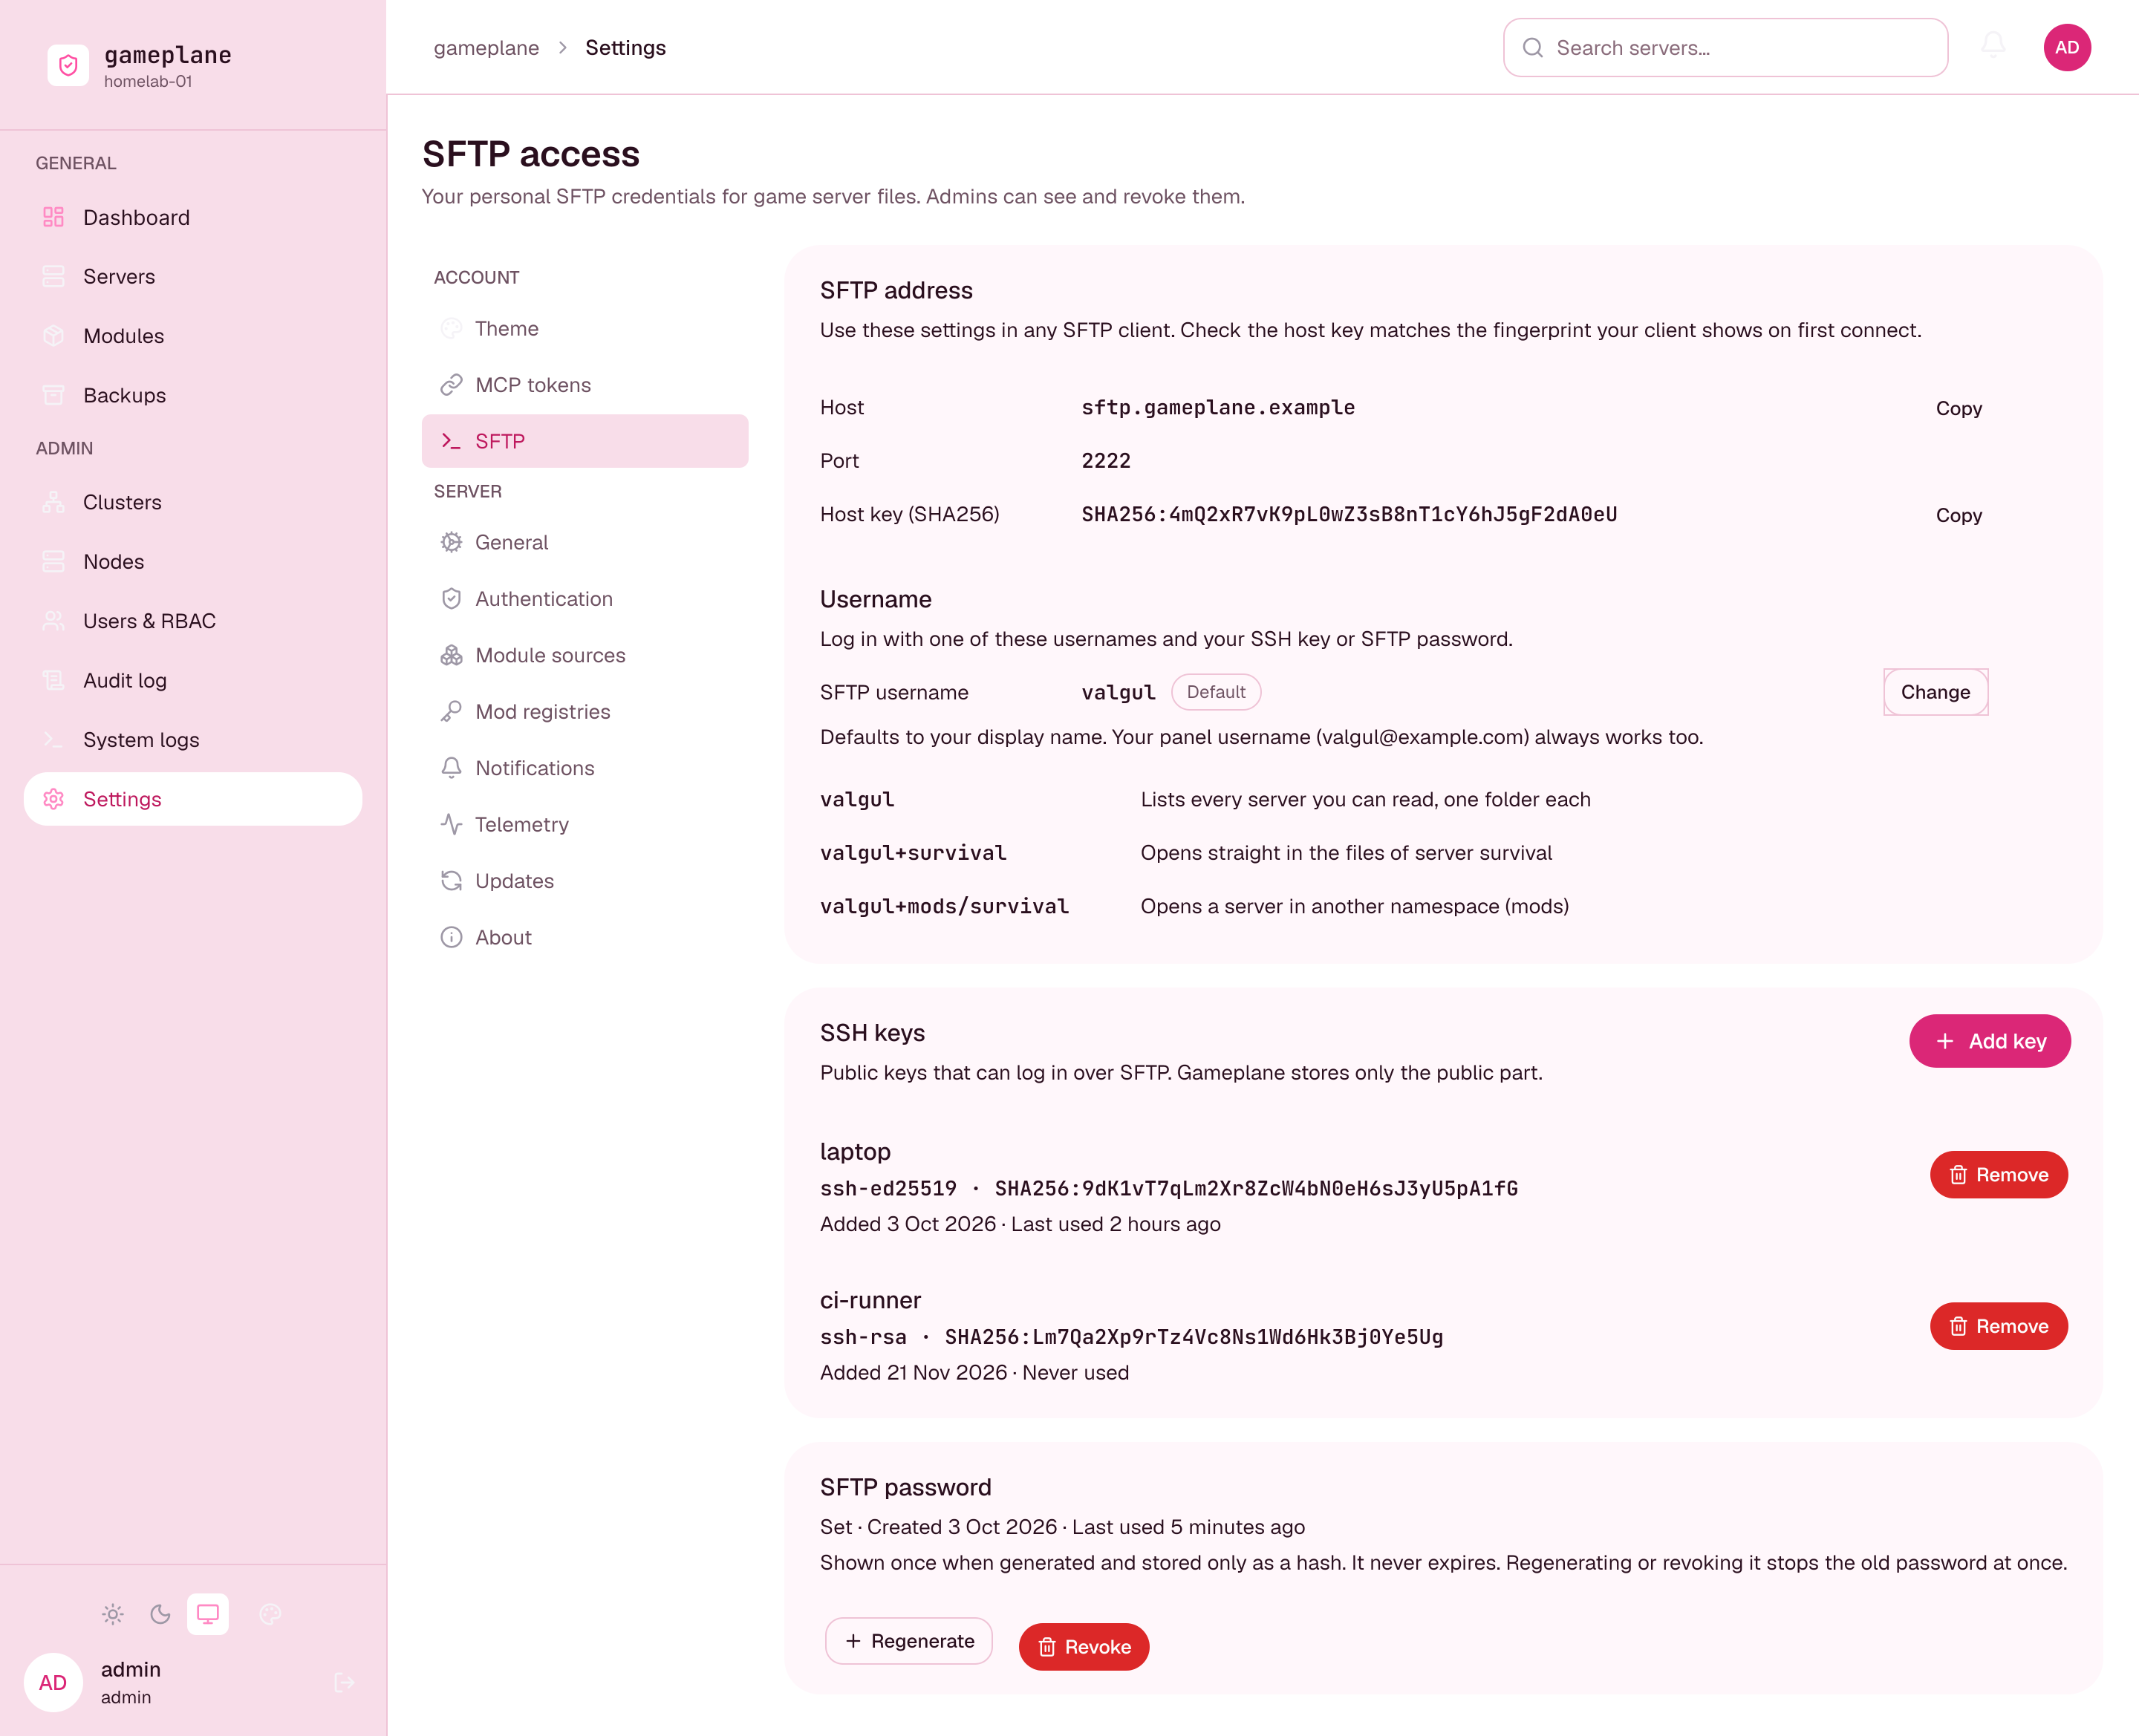 gameplane
homelab-01
GENERAL
Dashboard
Servers
Modules
Backups
ADMIN
Clusters
Nodes
Users & RBAC
Audit log
System logs
Settings
AD
admin
admin
gameplane > Settings
Search servers...
AD
SFTP access
Your personal SFTP credentials for game server files. Admins can see and revoke them.
ACCOUNT
Theme
MCP tokens
SFTP
SERVER
General
Authentication
Module sources
Mod registries
Notifications
Telemetry
Updates
About
SFTP address
Use these settings in any SFTP client. Check the host key matches the fingerprint your client shows on first connect.
Host sftp.gameplane.example Copy
Port 2222
Host key (SHA256) SHA256:4mQ2xR7vK9pL0wZ3sB8nT1cY6hJ5gF2dA0eU Copy
Username
Log in with one of these usernames and your SSH key or SFTP password.
SFTP username valgul Default Change
Defaults to your display name. Your panel username (valgul@example.com) always works too.
valgul Lists every server you can read, one folder each
valgul+survival Opens straight in the files of server survival
valgul+mods/survival Opens a server in another namespace (mods)
SSH keys
Add key
Public keys that can log in over SFTP. Gameplane stores only the public part.
laptop
ssh-ed25519 · SHA256:9dK1vT7qLm2Xr8ZcW4bN0eH6sJ3yU5pA1fG
Added 3 Oct 2026 · Last used 2 hours ago
Remove
ci-runner
ssh-rsa · SHA256:Lm7Qa2Xp9rTz4Vc8Ns1Wd6Hk3Bj0Ye5Ug
Added 21 Nov 2026 · Never used
Remove
SFTP password
Set · Created 3 Oct 2026 · Last used 5 minutes ago
Shown once when generated and stored only as a hash. It never expires. Regenerating or revoking it stops the old password at once.
Regenerate
Revoke